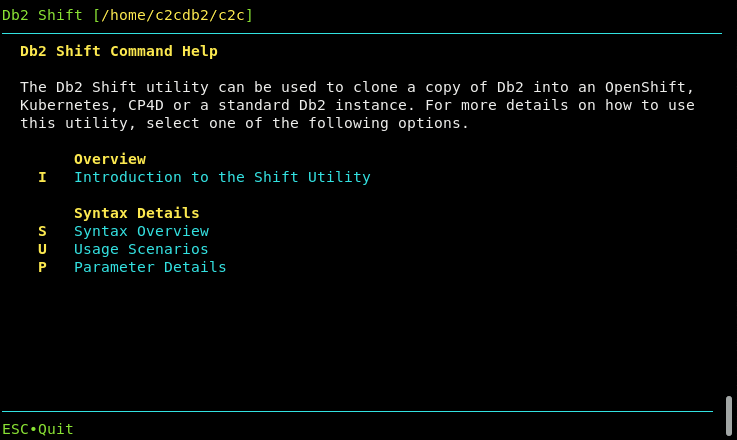 Db2 Shift [/home/c2cdb2/c2c]
Db2 Shift Command Help
The Db2 Shift utility can be used to clone a copy of Db2 into an OpenShift,
Kubernetes, CP4D or a standard Db2 instance. For more details on how to use
this utility, select one of the following options.
Overview
I Introduction to the Shift Utility
Syntax Details
S Syntax Overview
U Usage Scenarios
P Parameter Details
ESC•Quit